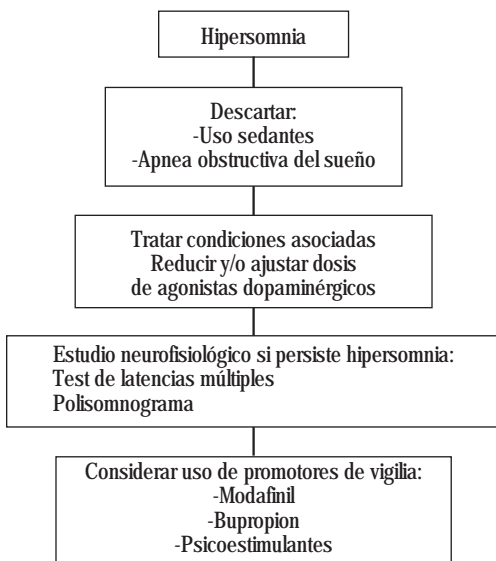 Hipersomnia
Descartar:
-Uso sedantes
-Apnea obstructiva del sueño
Tratar condiciones asociadas
Reducir y/o ajustar dosis
de agonistas dopaminérgicos
Estudio neurofisiológico si persiste hipersomnia:
Test de latencias múltiples
Polisomnograma
Considerar uso de promotores de vigilia:
-Modafinil
-Bupropion
-Psicoestimulantes